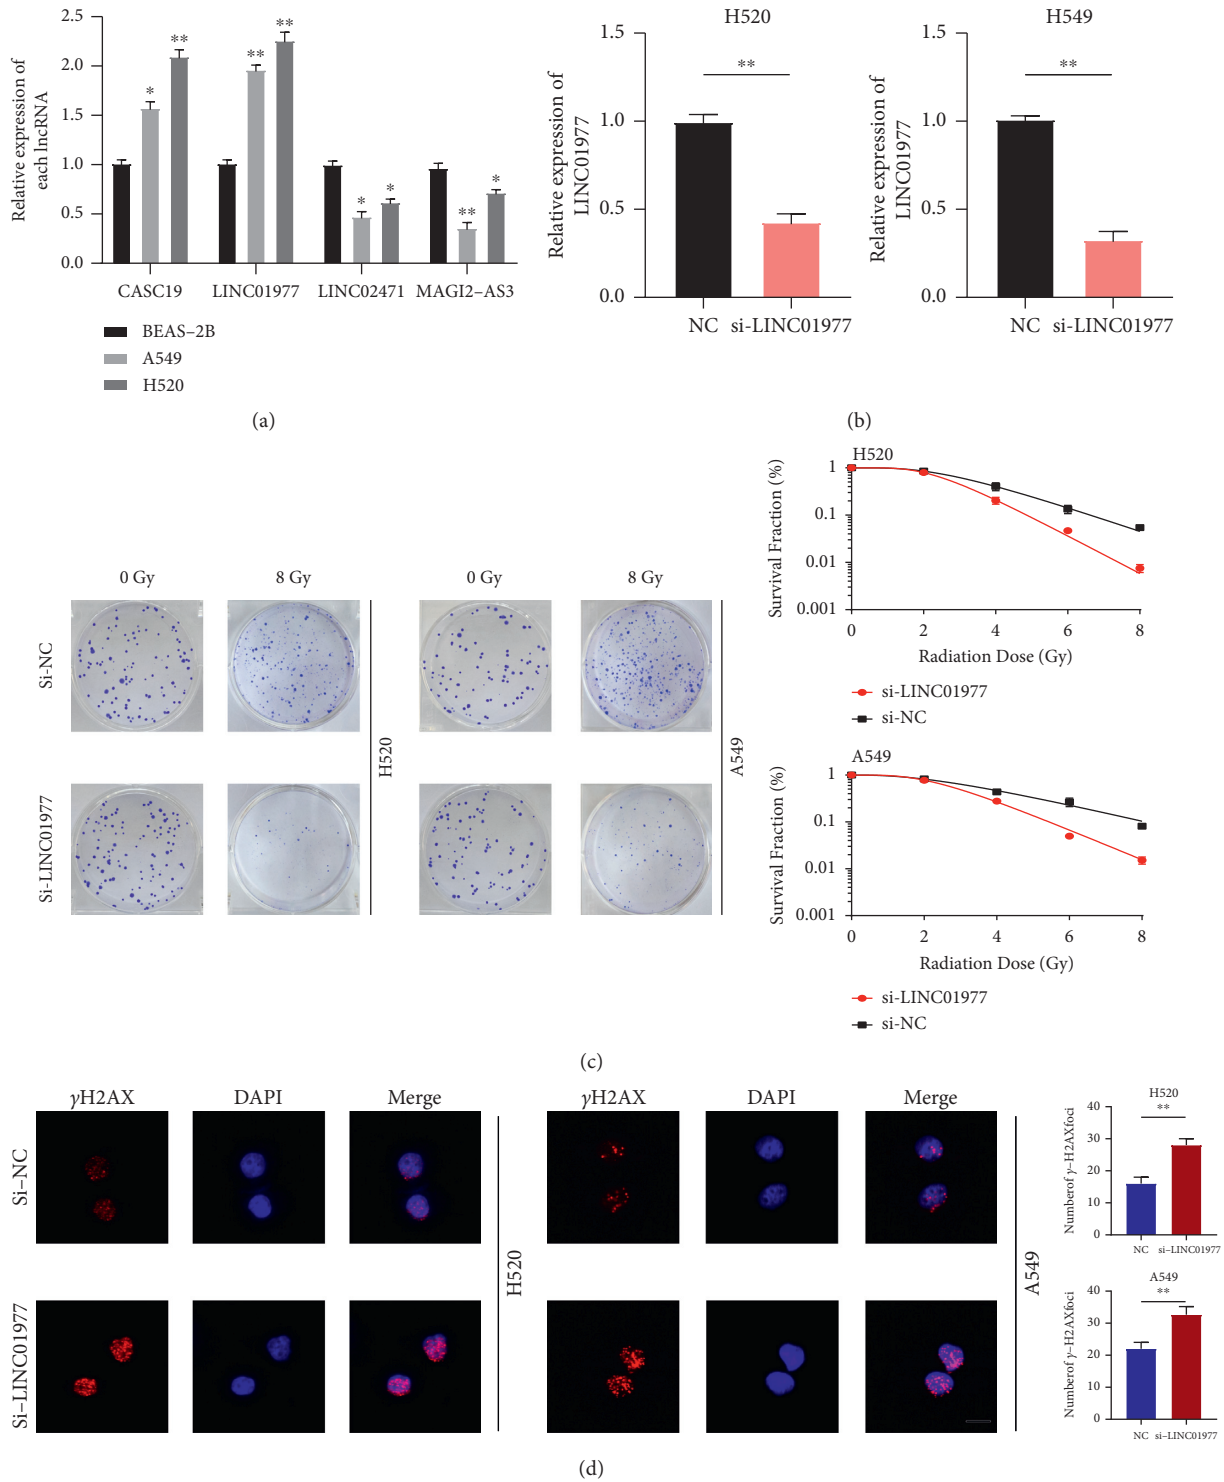 2.5
2.0
1.5
1.0
0.5
0.0
Relative expression of
each lncRNA
*
**
**
**
*
*
**
*
CASC19
LINC01977
LINC02471
MAGI2–AS3
BEAS–2B
A549
H520
(a)
H520
1.5
1.0
0.5
0.0
Relative expression of
LINC01977
**
NC
si-LINC01977
H549
1.5
1.0
0.5
0.0
Relative expression of
LINC01977
**
NC
si-LINC01977
(b)
0 Gy
8 Gy
0 Gy
8 Gy
Si-NC
Si-LINC01977
H520
A549
H520
1
0.1
0.01
0.001
Survival Fraction (%)
0
2
4
6
8
Radiation Dose (Gy)
si-LINC01977
si-NC
A549
1
0.1
0.01
0.001
Survival Fraction (%)
0
2
4
6
8
Radiation Dose (Gy)
si-LINC01977
si-NC
(c)
γH2AX
DAPI
Merge
γH2AX
DAPI
Merge
Si–NC
Si–LINC01977
H520
A549
H520
40
30
20
10
0
Numberof γ–H2AXfoci
**
NC
si–LINC01977
A549
40
30
20
10
0
Numberof γ–H2AXfoci
**
NC
si–LINC01977
(d)